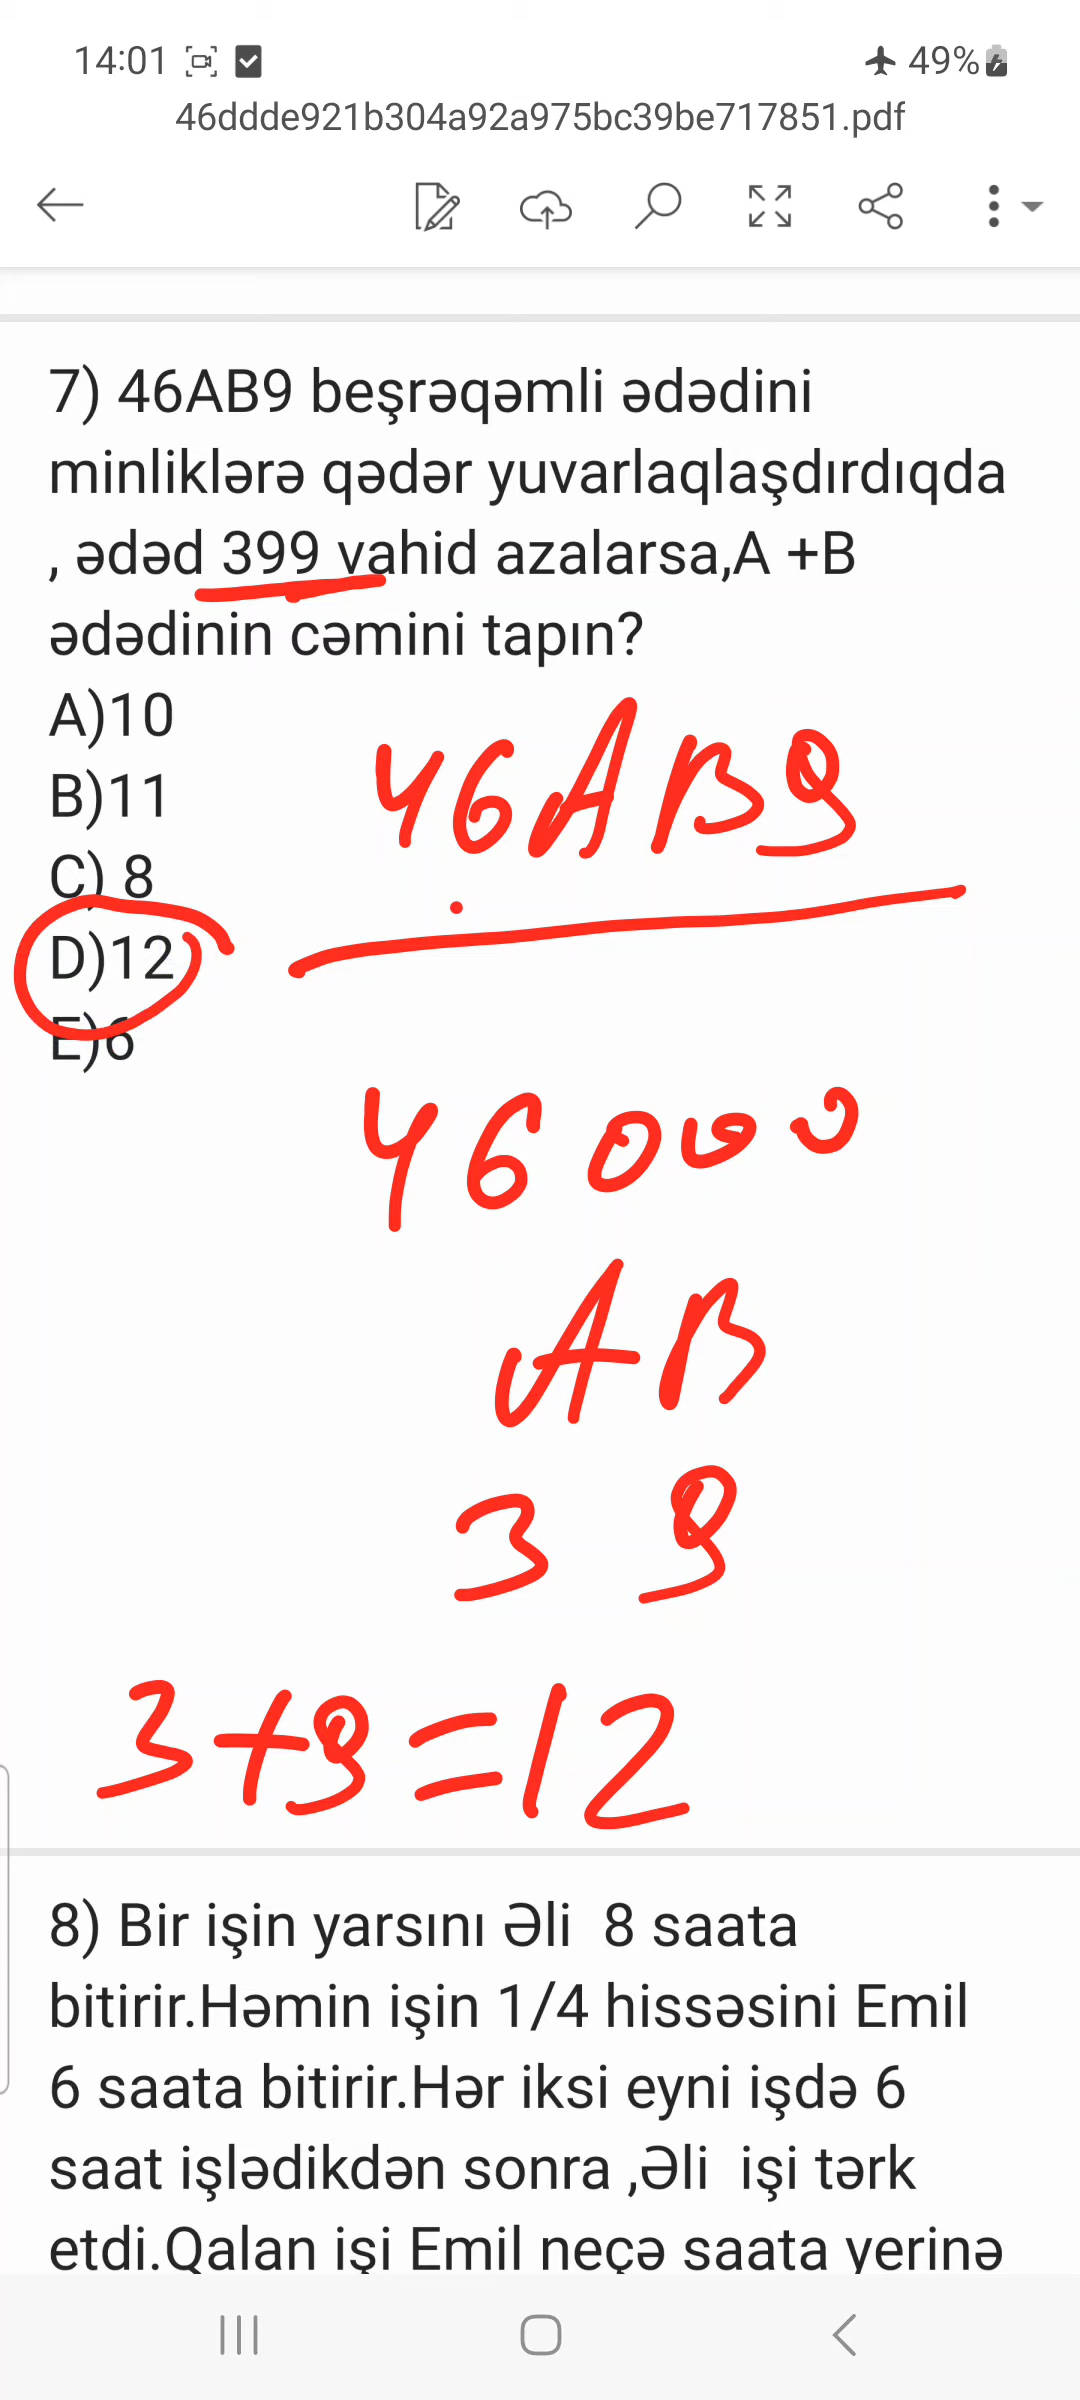 14:01 49%
46ddde921b304a92a975bc39be717851.pdf
7) 46AB9 beşrəqəmli ədədini
minliklərə qədər yuvarlaqlaşdırdıqda
, ədəd 399 vahid azalarsa,A +B
ədədinin cəmini tapın?
A)10
B)11
C) 8
D)12
E)6
46AB9
46000
AB
3 9
3+9=12
8) Bir işin yarsını Əli 8 saata
bitirir.Həmin işin 1/4 hissəsini Emil
6 saata bitirir.Hər iksi eyni işdə 6
saat işlədikdən sonra ,Əli işi tərk
etdi.Qalan işi Emil neçə saata yerinə